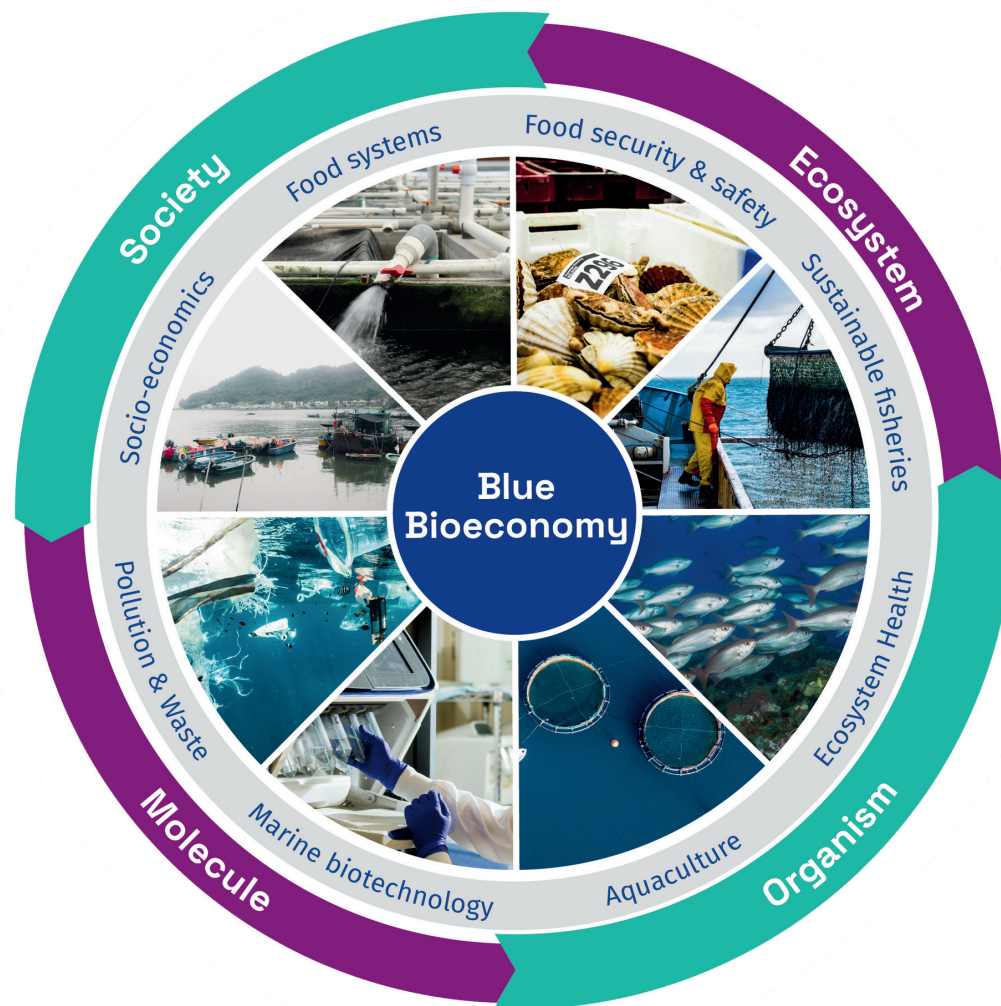 Blue
Bioeconomy
Society
Ecosystem
Organism
Molecule
Food systems
Food security & safety
Sustainable fisheries
Ecosystem Health
Aquaculture
Marine biotechnology
Pollution & Waste
Socio-economics
Z296